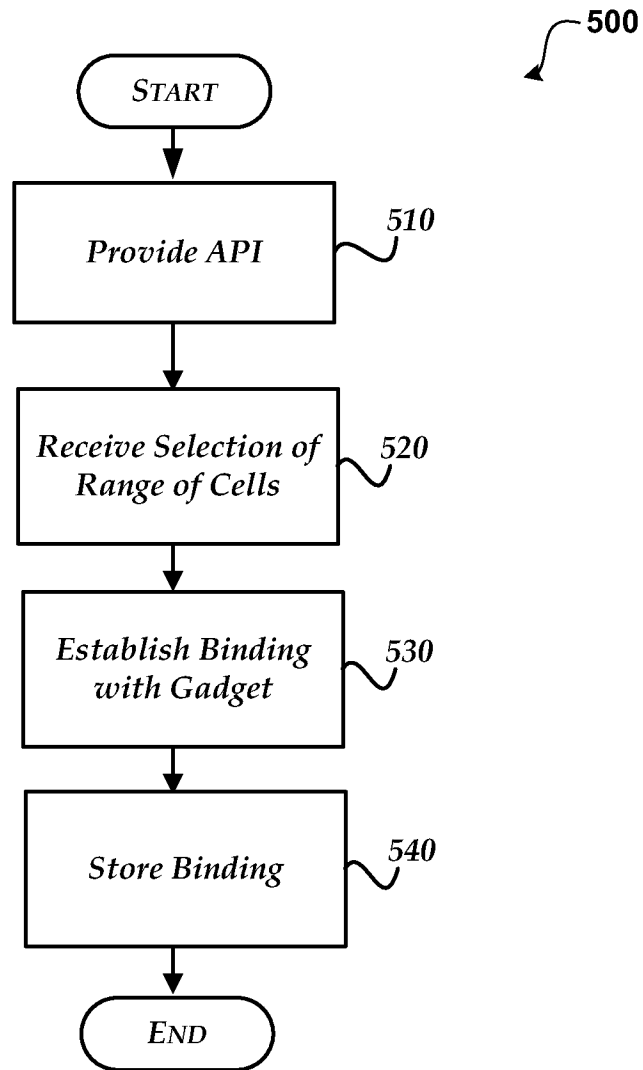 500
START
Provide API
510
Receive Selection of
Range of Cells
520
Establish Binding
with Gadget
530
Store Binding
540
END